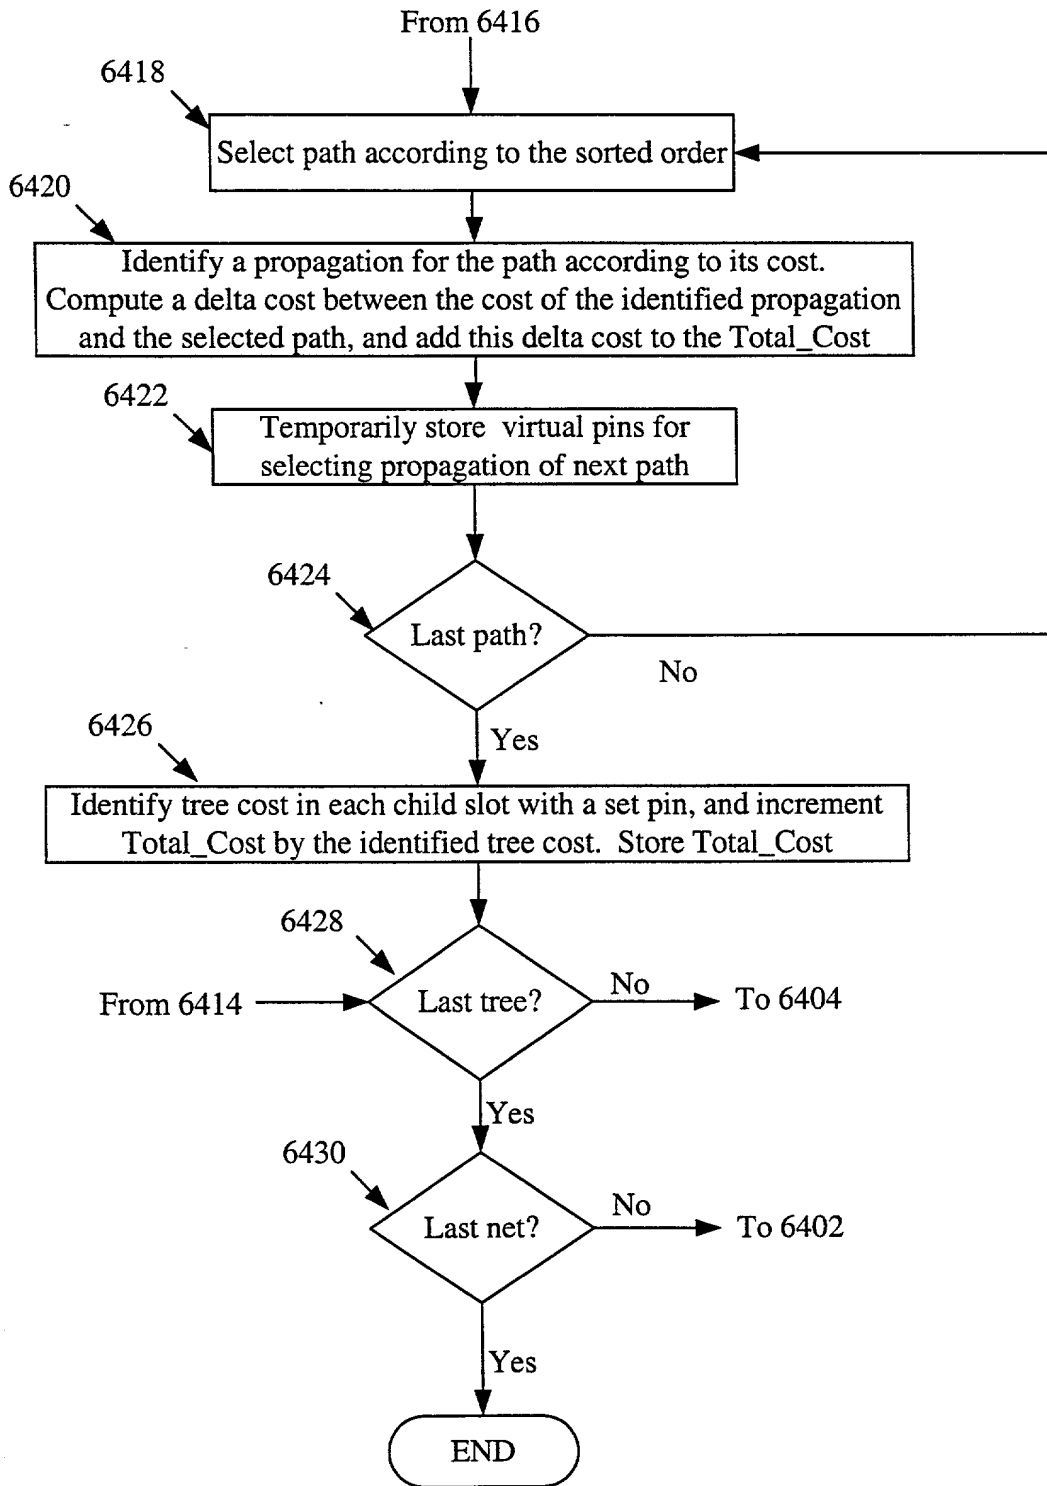 From 6416
6418
Select path according to the sorted order
6420
Identify a propagation for the path according to its cost.
Compute a delta cost between the cost of the identified propagation
and the selected path, and add this delta cost to the Total_Cost
6422
Temporarily store virtual pins for
selecting propagation of next path
6424
Last path?
No
Yes
6426
Identify tree cost in each child slot with a set pin, and increment
Total_Cost by the identified tree cost. Store Total_Cost
6428
From 6414
Last tree?
No
To 6404
Yes
6430
Last net?
No
To 6402
Yes
END